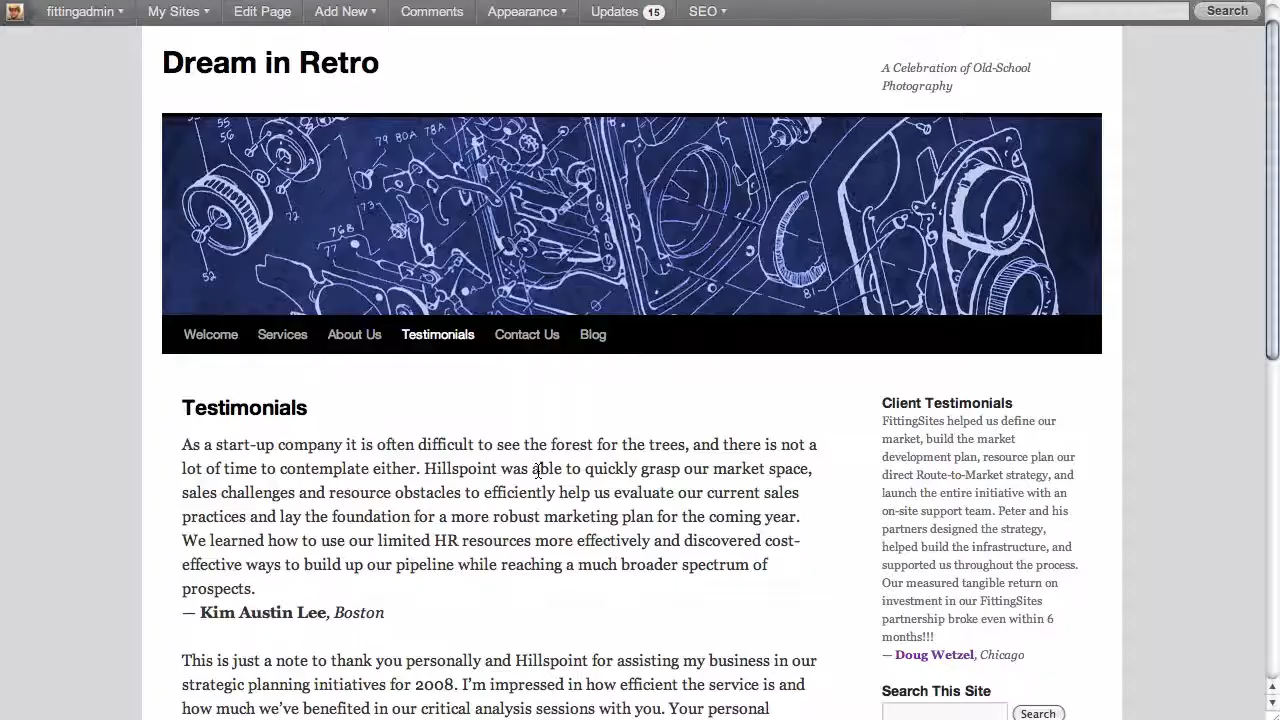 fittingadmin My Sites Edit Page Add New Comments Appearance Updates 15 SEO Search
Dream in Retro
A Celebration of Old-School
Photography
55
56
79 80A 78A
72
73
76B
77
52
81
Welcome Services About Us Testimonials Contact Us Blog
Testimonials
As a start-up company it is often difficult to see the forest for the trees, and there is not a
lot of time to contemplate either. Hillspoint was able to quickly grasp our market space,
sales challenges and resource obstacles to efficiently help us evaluate our current sales
practices and lay the foundation for a more robust marketing plan for the coming year.
We learned how to use our limited HR resources more effectively and discovered cost-
effective ways to build up our pipeline while reaching a much broader spectrum of
prospects.
— Kim Austin Lee, Boston
This is just a note to thank you personally and Hillspoint for assisting my business in our
strategic planning initiatives for 2008. I'm impressed in how efficient the service is and
how much we've benefited in our critical analysis sessions with you. Your personal
Client Testimonials
FittingSites helped us define our
market, build the market
development plan, resource plan our
direct Route-to-Market strategy, and
launch the entire initiative with an
on-site support team. Peter and his
partners designed the strategy,
helped build the infrastructure, and
supported us throughout the process.
Our measured tangible return on
investment in our FittingSites
partnership broke even within 6
months!!!
— Doug Wetzel, Chicago
Search This Site
Search